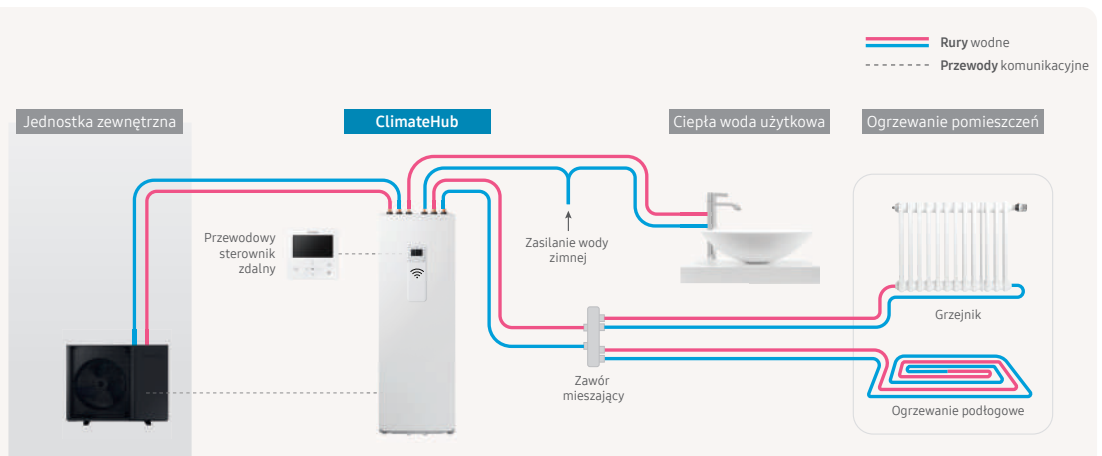 Rury wodne
Przewody komunikacyjne
Jednostka zewnętrzna
ClimateHub
Ciepła woda użytkowa
Ogrzewanie pomieszczeń
Przewodowy
sterownik
zdalny
Zasilanie wody
zimnej
Grzejnik
Zawór
mieszający
Ogrzewanie podłogowe